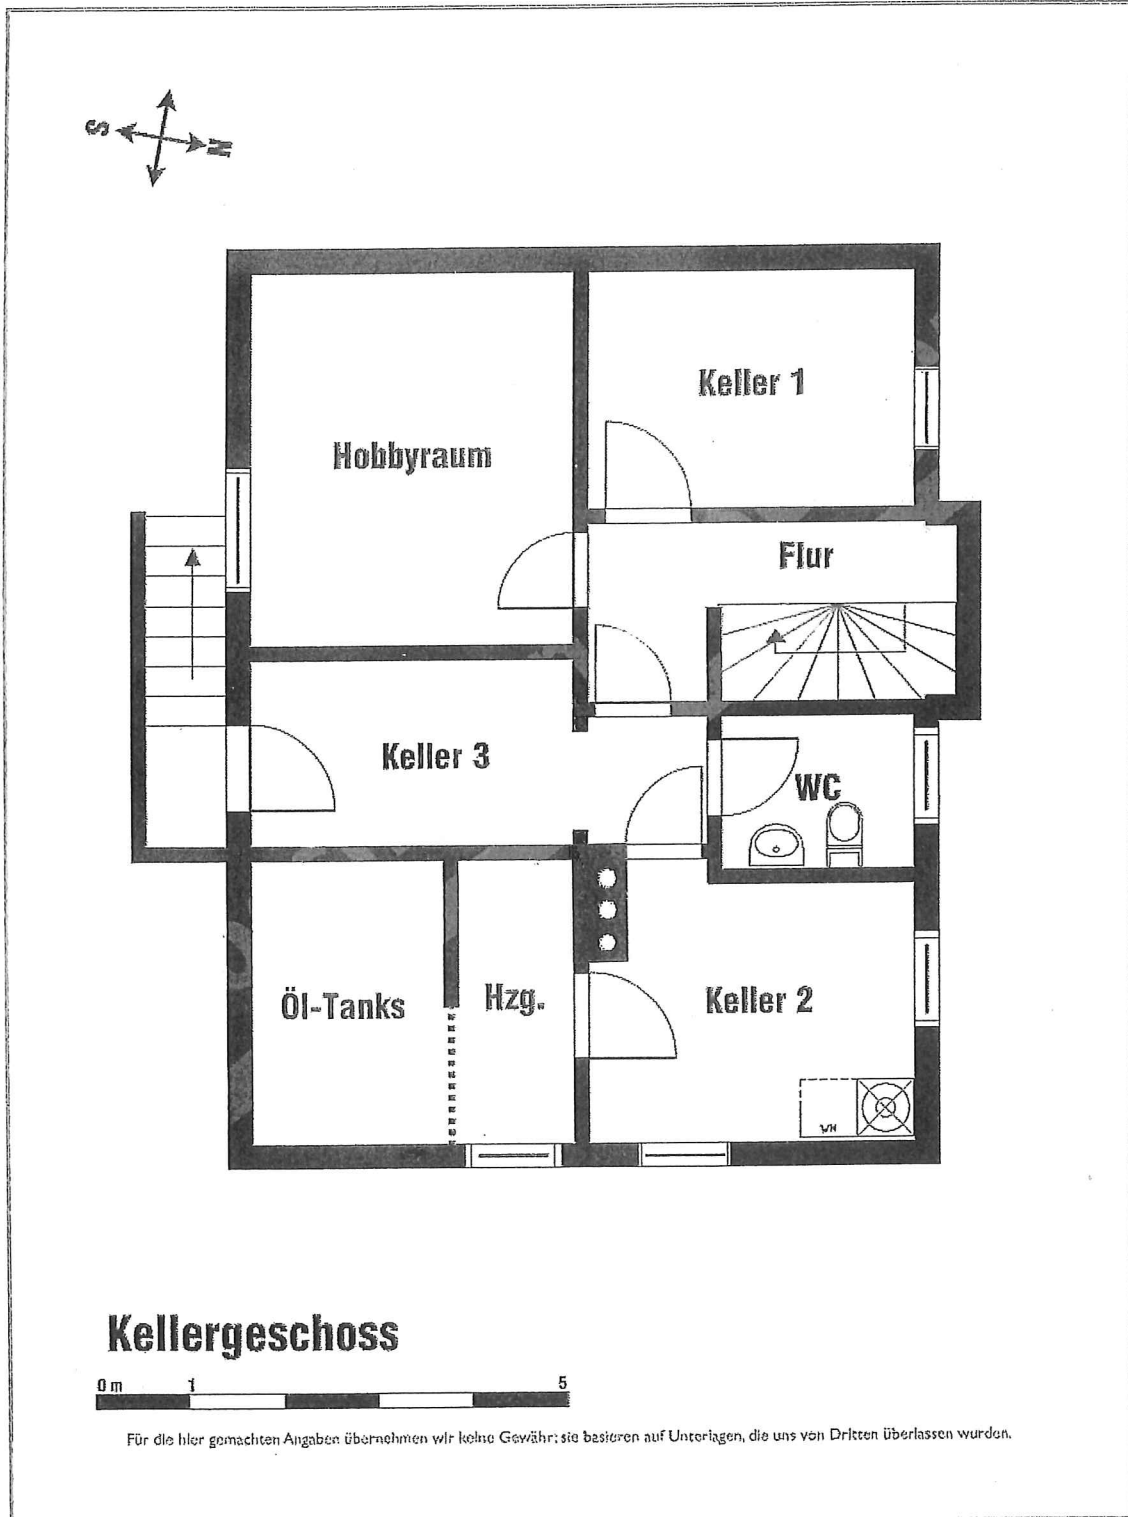 S
N
Keller 1
Hobbyraum
Flur
Keller 3
WC
Öl-Tanks
Hzg.
Keller 2
WM
Kellergeschoss
0 m 1 5
Für die hier gemachten Angaben übernehmen wir keine Gewähr; sie basieren auf Unterlagen, die uns von Dritten überlassen wurden.